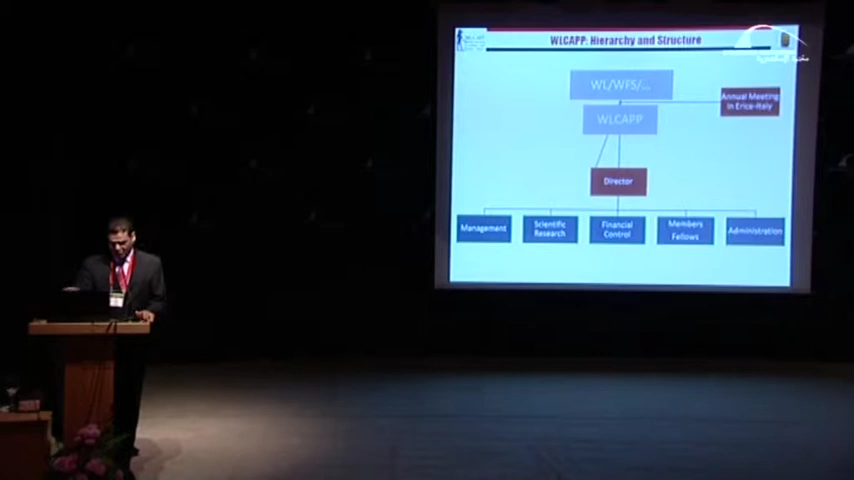 WLCAPP: Hierarchy and Structure
WL/WFS/...
Annual Meeting
in Erice-Italy
WLCAPP
Director
Management
Scientific
Research
Financial
Control
Members
Fellows
Administration